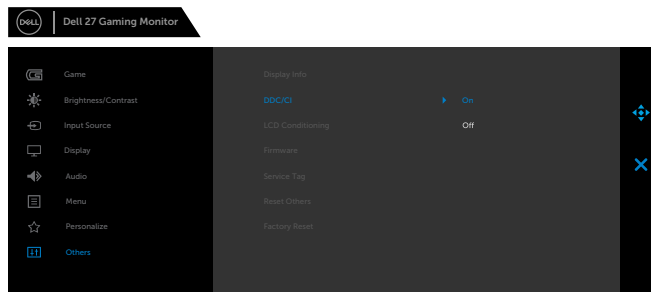 DELL
Dell 27 Gaming Monitor
Game
Display Info
Brightness/Contrast
DDC/CI
On
Input Source
LCD Conditioning
Off
Display
Firmware
Audio
Service Tag
Menu
Reset Others
Personalize
Factory Reset
Others